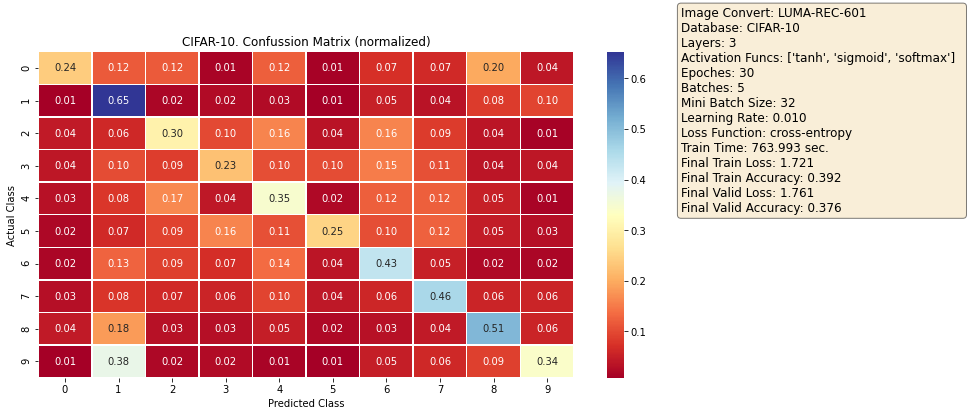 CIFAR-10. Confussion Matrix (normalized)
Actual Class
0 0.24 0.12 0.12 0.01 0.12 0.01 0.07 0.07 0.20 0.04
1 0.01 0.65 0.02 0.02 0.03 0.01 0.05 0.04 0.08 0.10
2 0.04 0.06 0.30 0.10 0.16 0.04 0.16 0.09 0.04 0.01
3 0.04 0.10 0.09 0.23 0.10 0.10 0.15 0.11 0.04 0.04
4 0.03 0.08 0.17 0.04 0.35 0.02 0.12 0.12 0.05 0.01
5 0.02 0.07 0.09 0.16 0.11 0.25 0.10 0.12 0.05 0.03
6 0.02 0.13 0.09 0.07 0.14 0.04 0.43 0.05 0.02 0.02
7 0.03 0.08 0.07 0.06 0.10 0.04 0.06 0.46 0.06 0.06
8 0.04 0.18 0.03 0.03 0.05 0.02 0.03 0.04 0.51 0.06
9 0.01 0.38 0.02 0.02 0.01 0.01 0.05 0.06 0.09 0.34
0 1 2 3 4 5 6 7 8 9
Predicted Class
0.6
0.5
0.4
0.3
0.2
0.1
Image Convert: LUMA-REC-601
Database: CIFAR-10
Layers: 3
Activation Funcs: ['tanh', 'sigmoid', 'softmax']
Epoches: 30
Batches: 5
Mini Batch Size: 32
Learning Rate: 0.010
Loss Function: cross-entropy
Train Time: 763.993 sec.
Final Train Loss: 1.721
Final Train Accuracy: 0.392
Final Valid Loss: 1.761
Final Valid Accuracy: 0.376